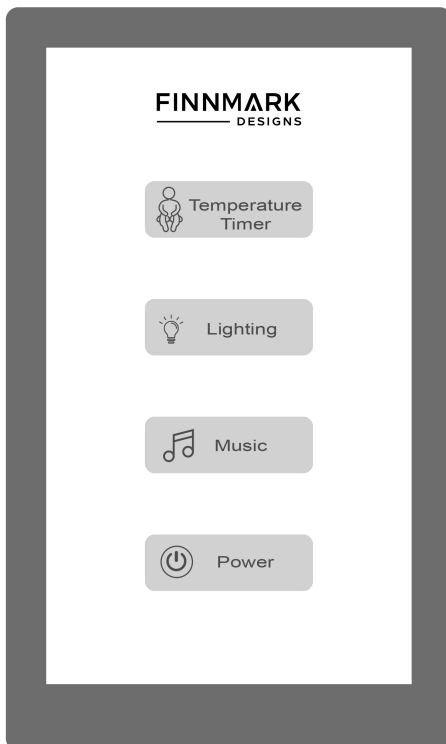 FINNMARK
DESIGNS
Temperature
Timer
Lighting
Music
Power